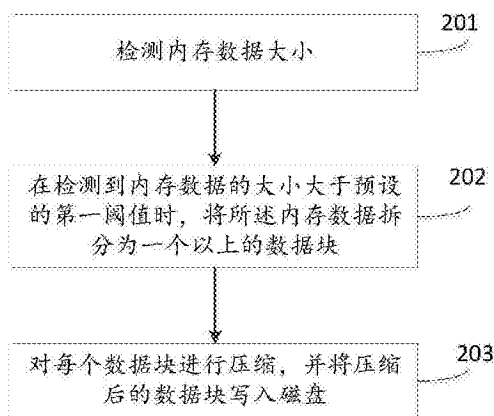 201
检测内存数据大小
202
在检测到内存数据的大小大于预设
的第一阈值时，将所述内存数据拆
分为一个以上的数据块
203
对每个数据块进行压缩，并将压缩
后的数据块写入磁盘